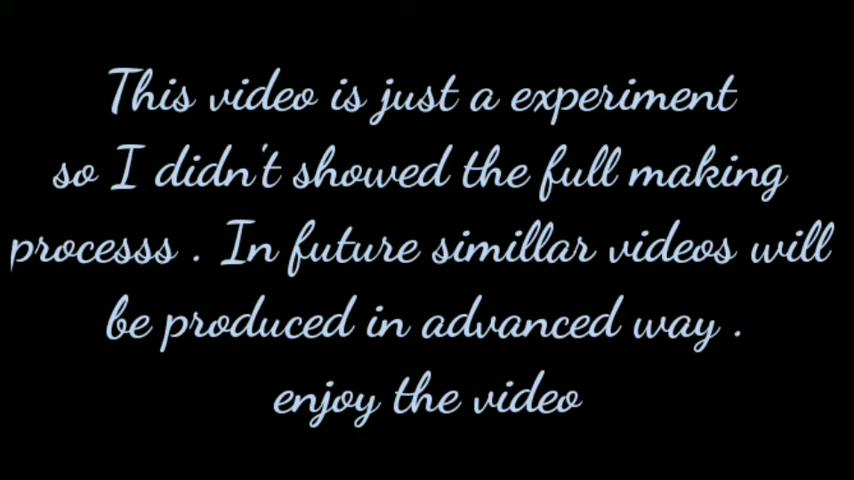 This video is just a experiment
so I didn't showed the full making
processs . In future simillar videos will
be produced in advanced way .
enjoy the video